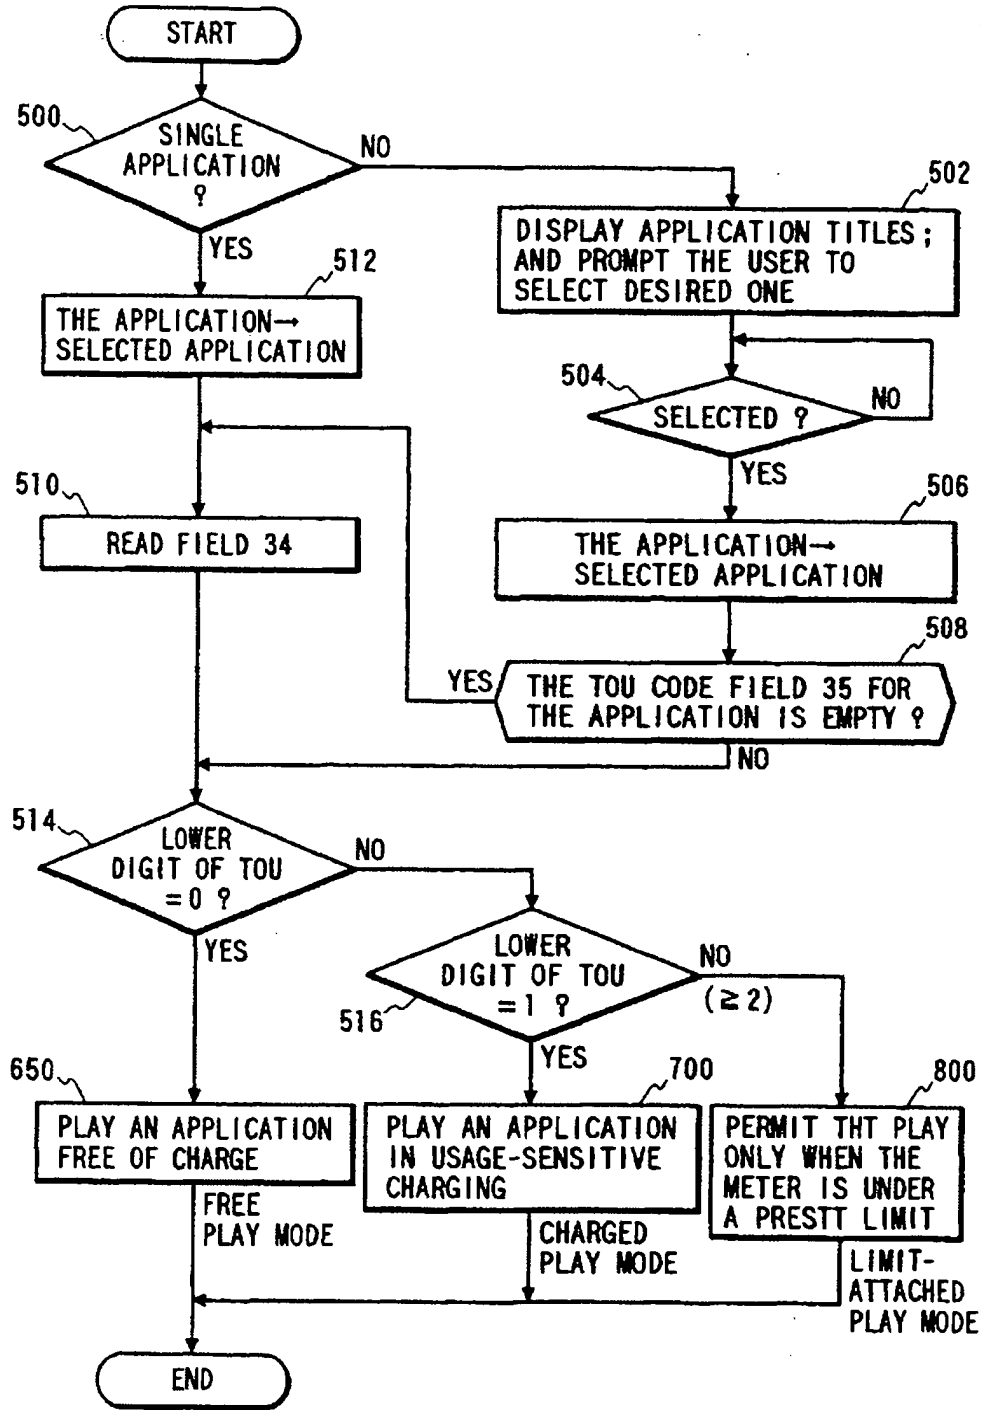 START
500
SINGLE
APPLICATION
?
NO
YES
502
DISPLAY APPLICATION TITLES;
AND PROMPT THE USER TO
SELECT DESIRED ONE
512
THE APPLICATION→
SELECTED APPLICATION
504
SELECTED ?
NO
YES
510
READ FIELD 34
506
THE APPLICATION→
SELECTED APPLICATION
508
THE TOU CODE FIELD 35 FOR
THE APPLICATION IS EMPTY ?
YES
NO
514
LOWER
DIGIT OF TOU
=0 ?
NO
YES
516
LOWER
DIGIT OF TOU
=1 ?
NO
(≥2)
YES
650
PLAY AN APPLICATION
FREE OF CHARGE
FREE
PLAY MODE
700
PLAY AN APPLICATION
IN USAGE-SENSITIVE
CHARGING
CHARGED
PLAY MODE
800
PERMIT THT PLAY
ONLY WHEN THE
METER IS UNDER
A PRESTT LIMIT
LIMIT-
ATTACHED
PLAY MODE
END